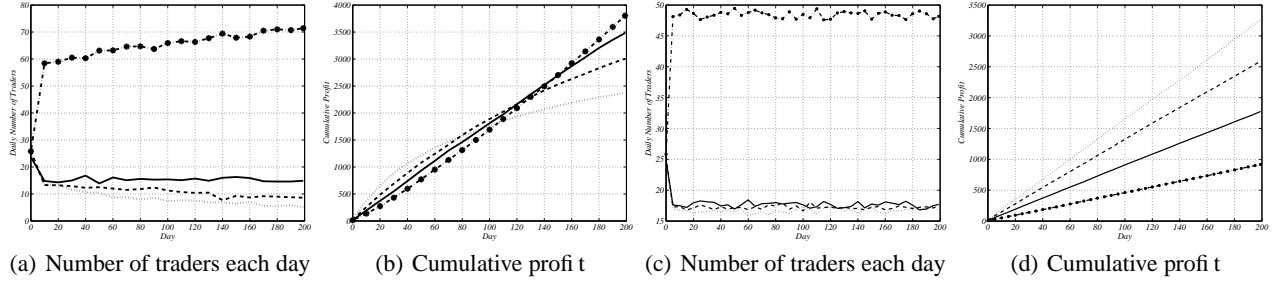 80
70
60
50
40
30
20
10
0
0 20 40 60 80 100 120 140 160 180 200
Daily Number of Traders
Day
(a) Number of traders each day
4000
3500
3000
2500
2000
1500
1000
500
0
0 20 40 60 80 100 120 140 160 180 200
Cumulative Profit
Day
(b) Cumulative profi t
50
45
40
35
30
25
20
15
0 20 40 60 80 100 120 140 160 180 200
Daily Number of Traders
Day
(c) Number of traders each day
3500
3000
2500
2000
1500
1000
500
0
0 20 40 60 80 100 120 140 160 180 200
Cumulative Profit
Day
(d) Cumulative profi t